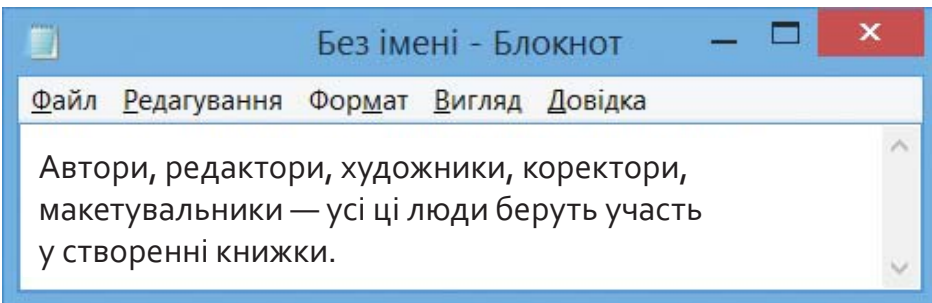 Без імені - Блокнот
Файл Редагування Формат Вигляд Довідка
Автори, редактори, художники, коректори,
макетувальники — усі ці люди беруть участь
у створенні книжки.